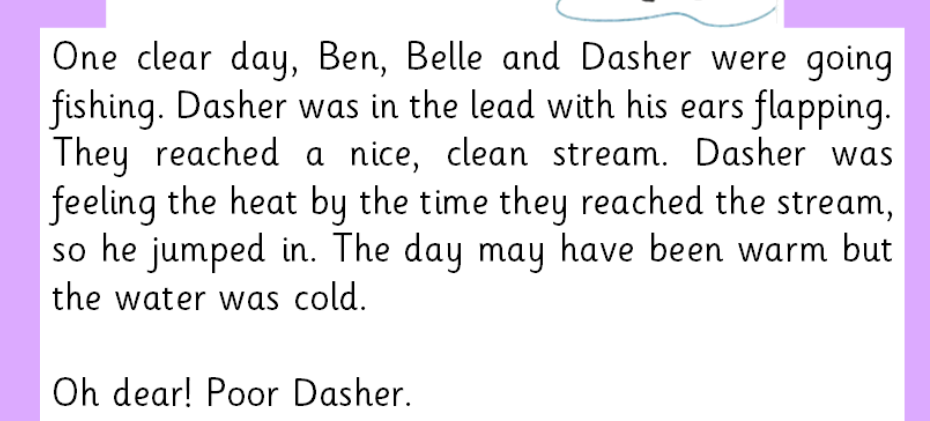 One clear day, Ben, Belle and Dasher were going
fishing. Dasher was in the lead with his ears flapping.
They reached a nice, clean stream. Dasher was
feeling the heat by the time they reached the stream,
so he jumped in. The day may have been warm but
the water was cold.
Oh dear! Poor Dasher.